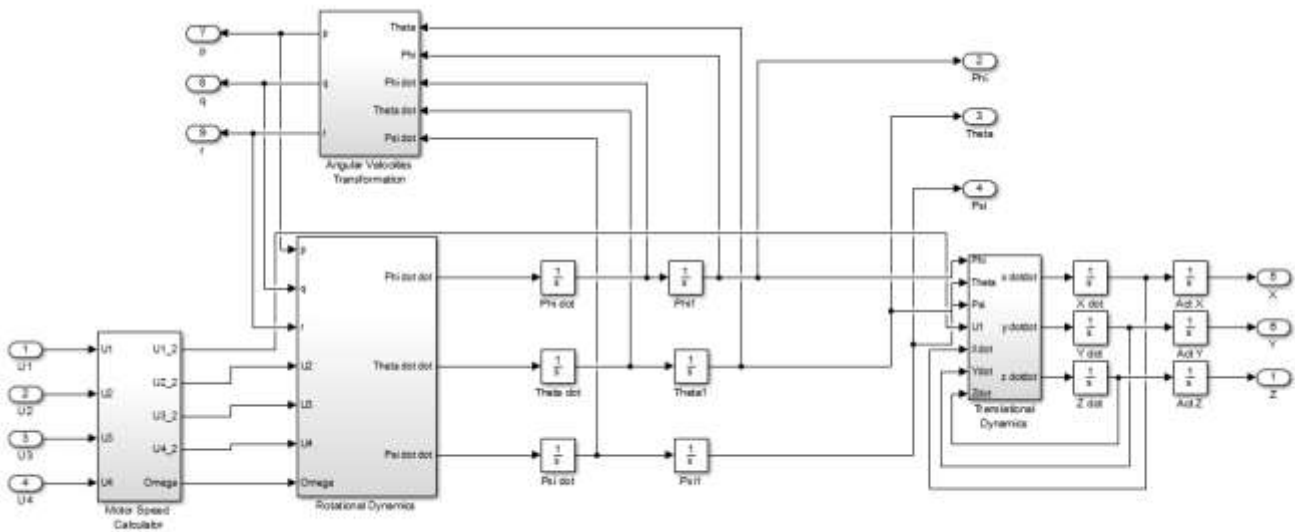 7
p
8
q
9
r
p
q
r
Theta
Phi
Phi dot
Theta dot
Psi dot
Angular Velocities
Transformation
2
Phi
3
Theta
4
Psi
1
U1
2
U2
3
U3
4
U4
U1
U2
U3
U4
U1_2
U2_2
U3_2
U4_2
Omega
Motor Speed
Calculator
p
q
r
U2
U3
U4
Omega
Phi dot dot
Theta dot dot
Psi dot dot
Rotational Dynamics
1/s
Phi dot
1/s
Phi1
1/s
Theta dot
1/s
Theta1
1/s
Psi dot
1/s
Psi1
Phi
Theta
Psi
U1
Xdot
Ydot
Zdot
x dotdot
y dotdot
z dotdot
Translational
Dynamics
1/s
X dot
1/s
Act X
5
X
1/s
Y dot
1/s
Act Y
6
Y
1/s
Z dot
1/s
Act Z
1
Z